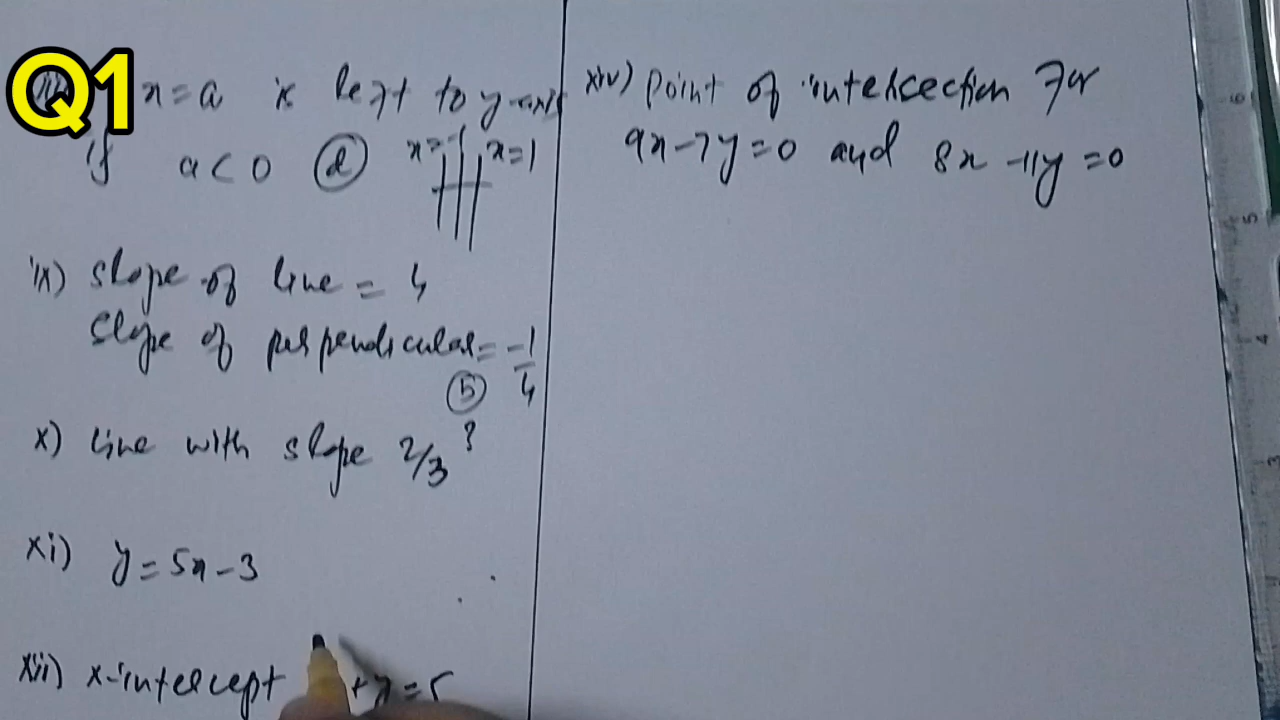 Q1
x=a is left to y-axis
if a<0 (d) x=-1 x=1
ix) slope of line = 4
slope of perpendicular = -1/4
(b)
x) line with slope 2/3 ?
xi) y=5x-3
xii) x-intercept +y=5
xiv) Point of intersection for
9x-7y=0 and 8x-11y=0